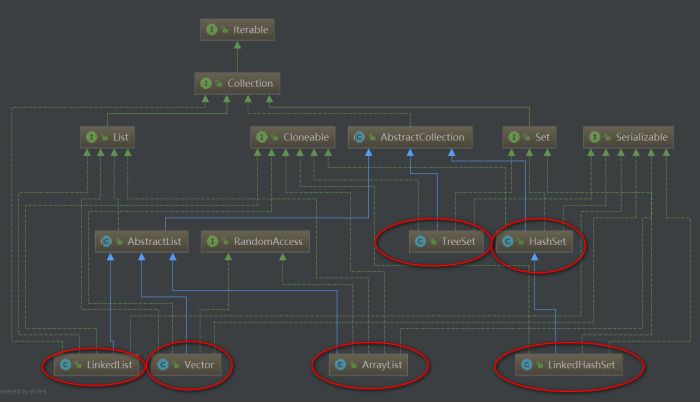 I Iterable
I Collection
I List
I Cloneable
C AbstractCollection
I Set
I Serializable
C AbstractList
I RandomAccess
C TreeSet
C HashSet
C LinkedList
C Vector
C ArrayList
C LinkedHashSet
owered by yFiles